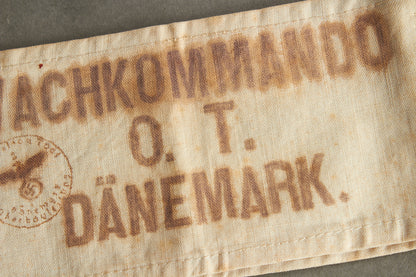 ACHKOMMANDO
O. T.
DÄNEMARK.